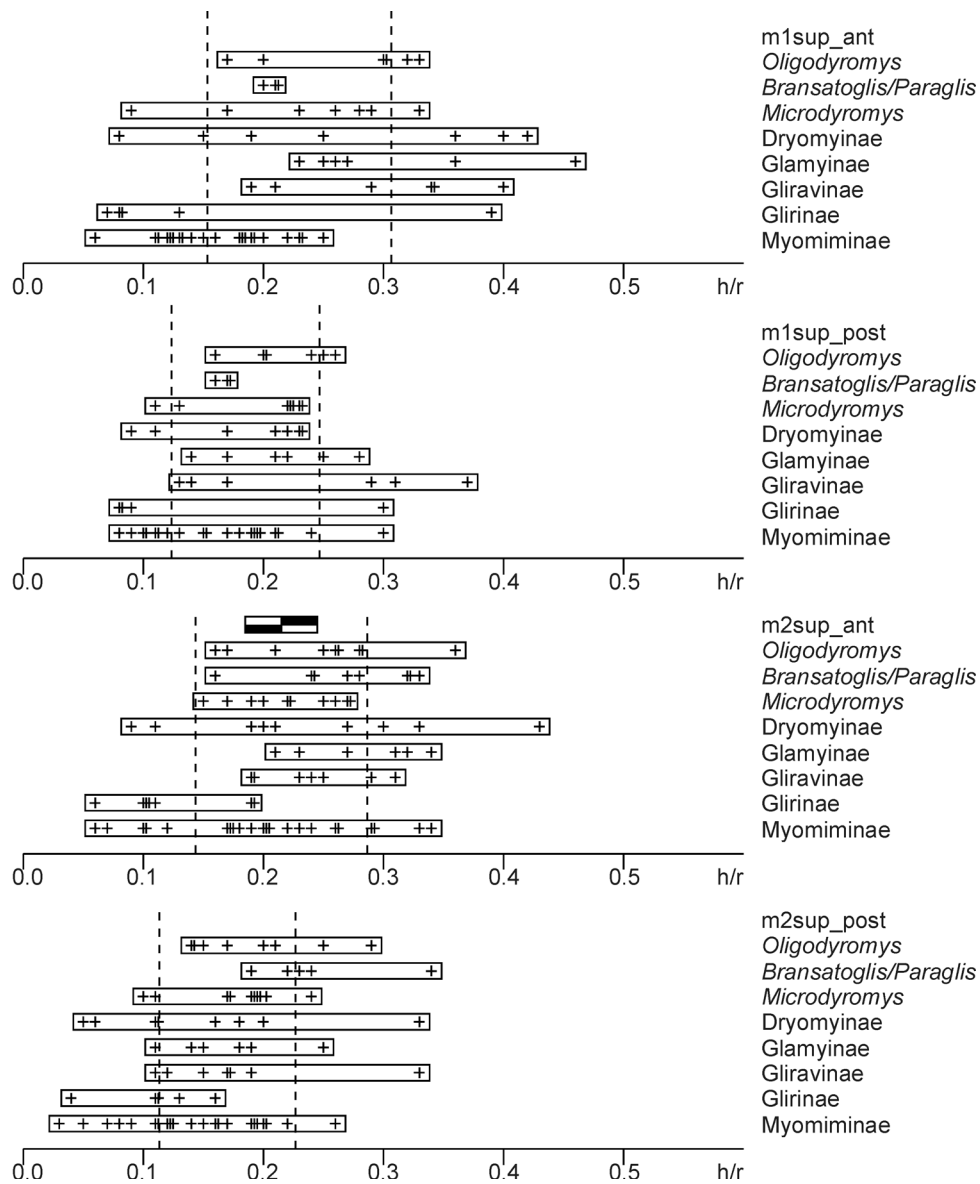 m1sup_ant
Oligodyromys
Bransatoglis/Paraglis
Microdyromys
Dryomyinae
Glamyinae
Gliravinae
Glirinae
Myomiminae
0.0 0.1 0.2 0.3 0.4 0.5 h/r
m1sup_post
Oligodyromys
Bransatoglis/Paraglis
Microdyromys
Dryomyinae
Glamyinae
Gliravinae
Glirinae
Myomiminae
0.0 0.1 0.2 0.3 0.4 0.5 h/r
m2sup_ant
Oligodyromys
Bransatoglis/Paraglis
Microdyromys
Dryomyinae
Glamyinae
Gliravinae
Glirinae
Myomiminae
0.0 0.1 0.2 0.3 0.4 0.5 h/r
m2sup_post
Oligodyromys
Bransatoglis/Paraglis
Microdyromys
Dryomyinae
Glamyinae
Gliravinae
Glirinae
Myomiminae
0.0 0.1 0.2 0.3 0.4 0.5 h/r